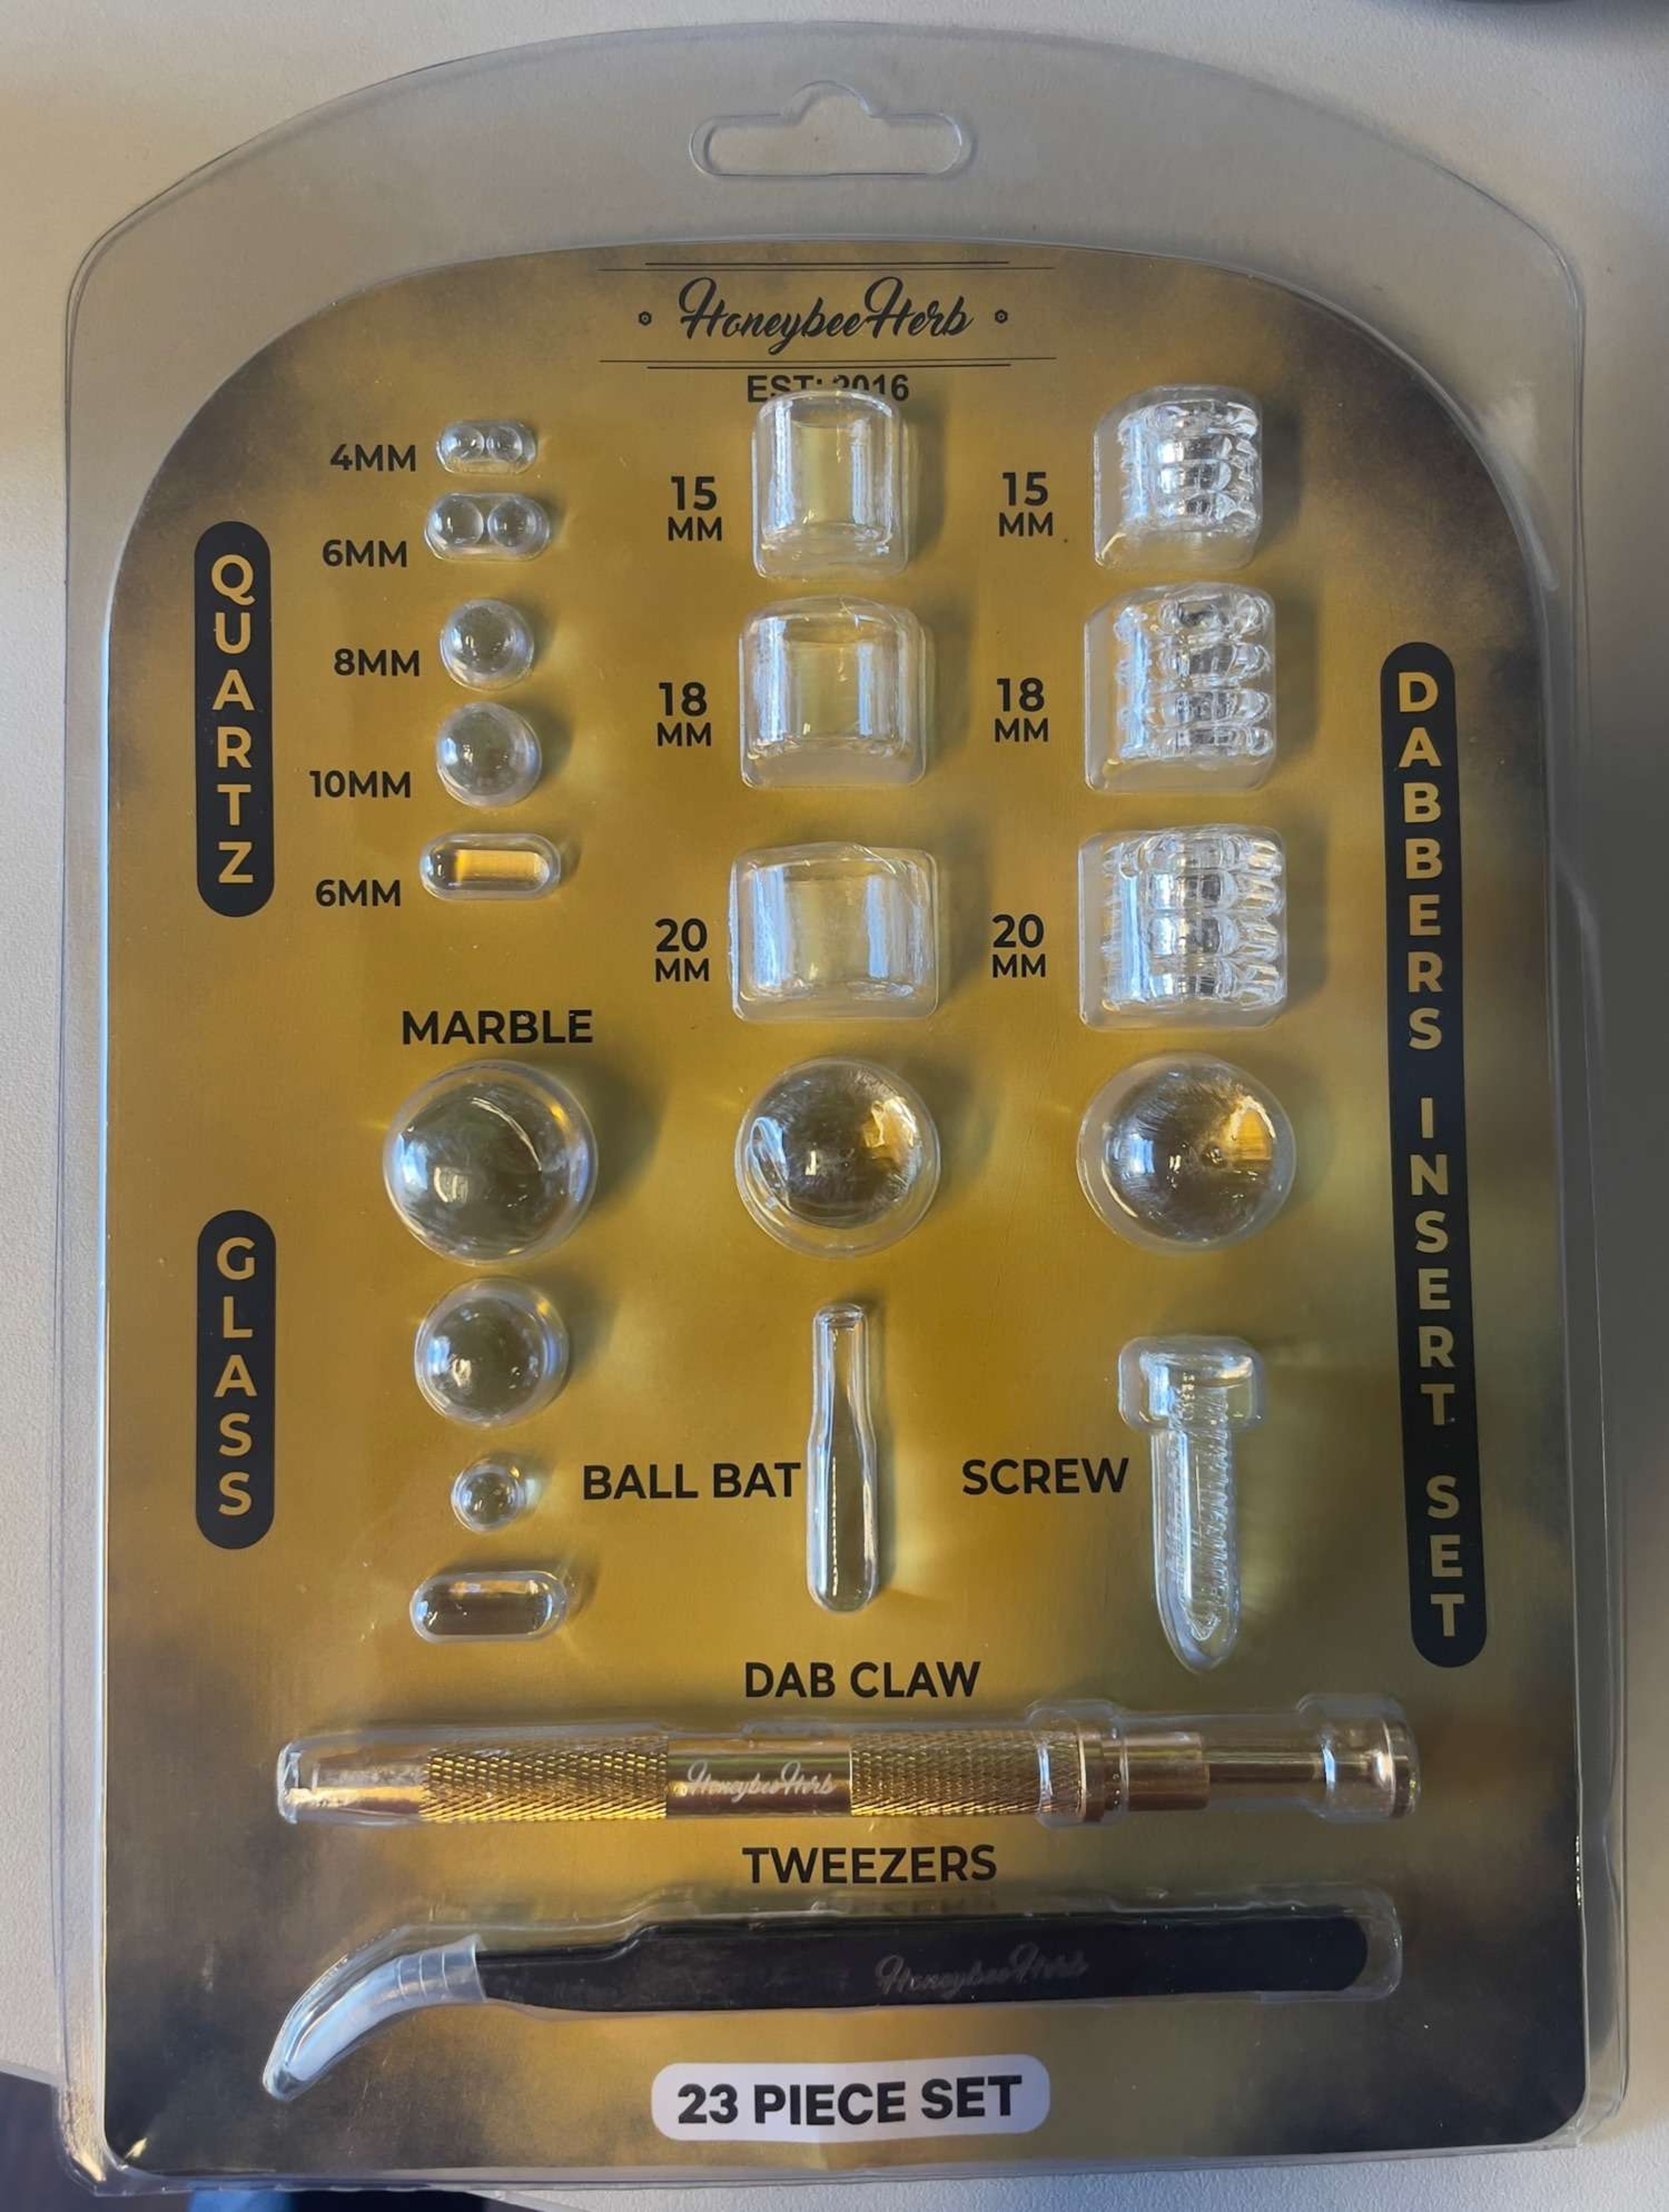 HoneybeeHerb
EST: 2016
QUARTZ
4MM
6MM
8MM
10MM
6MM
15
MM
18
MM
20
MM
15
MM
18
MM
20
MM
DABBERS INSERT SET
MARBLE
GLASS
BALL BAT
SCREW
DAB CLAW
HoneybeeHerb
TWEEZERS
HoneybeeHerb
23 PIECE SET